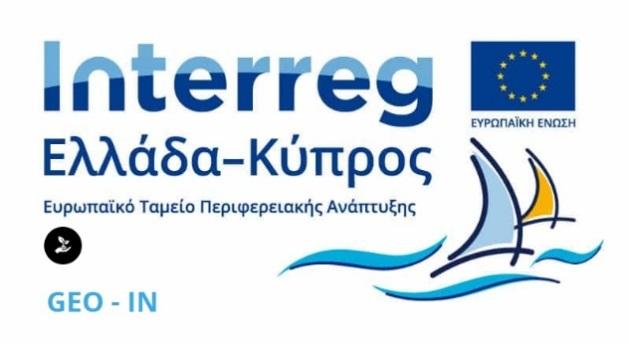 Interreg
ΕΥΡΩΠΑΪΚΗ ΕΝΩΣΗ
Ελλάδα-Κύπρος
Ευρωπαϊκό Ταμείο Περιφερειακής Ανάπτυξης
GEO - IN